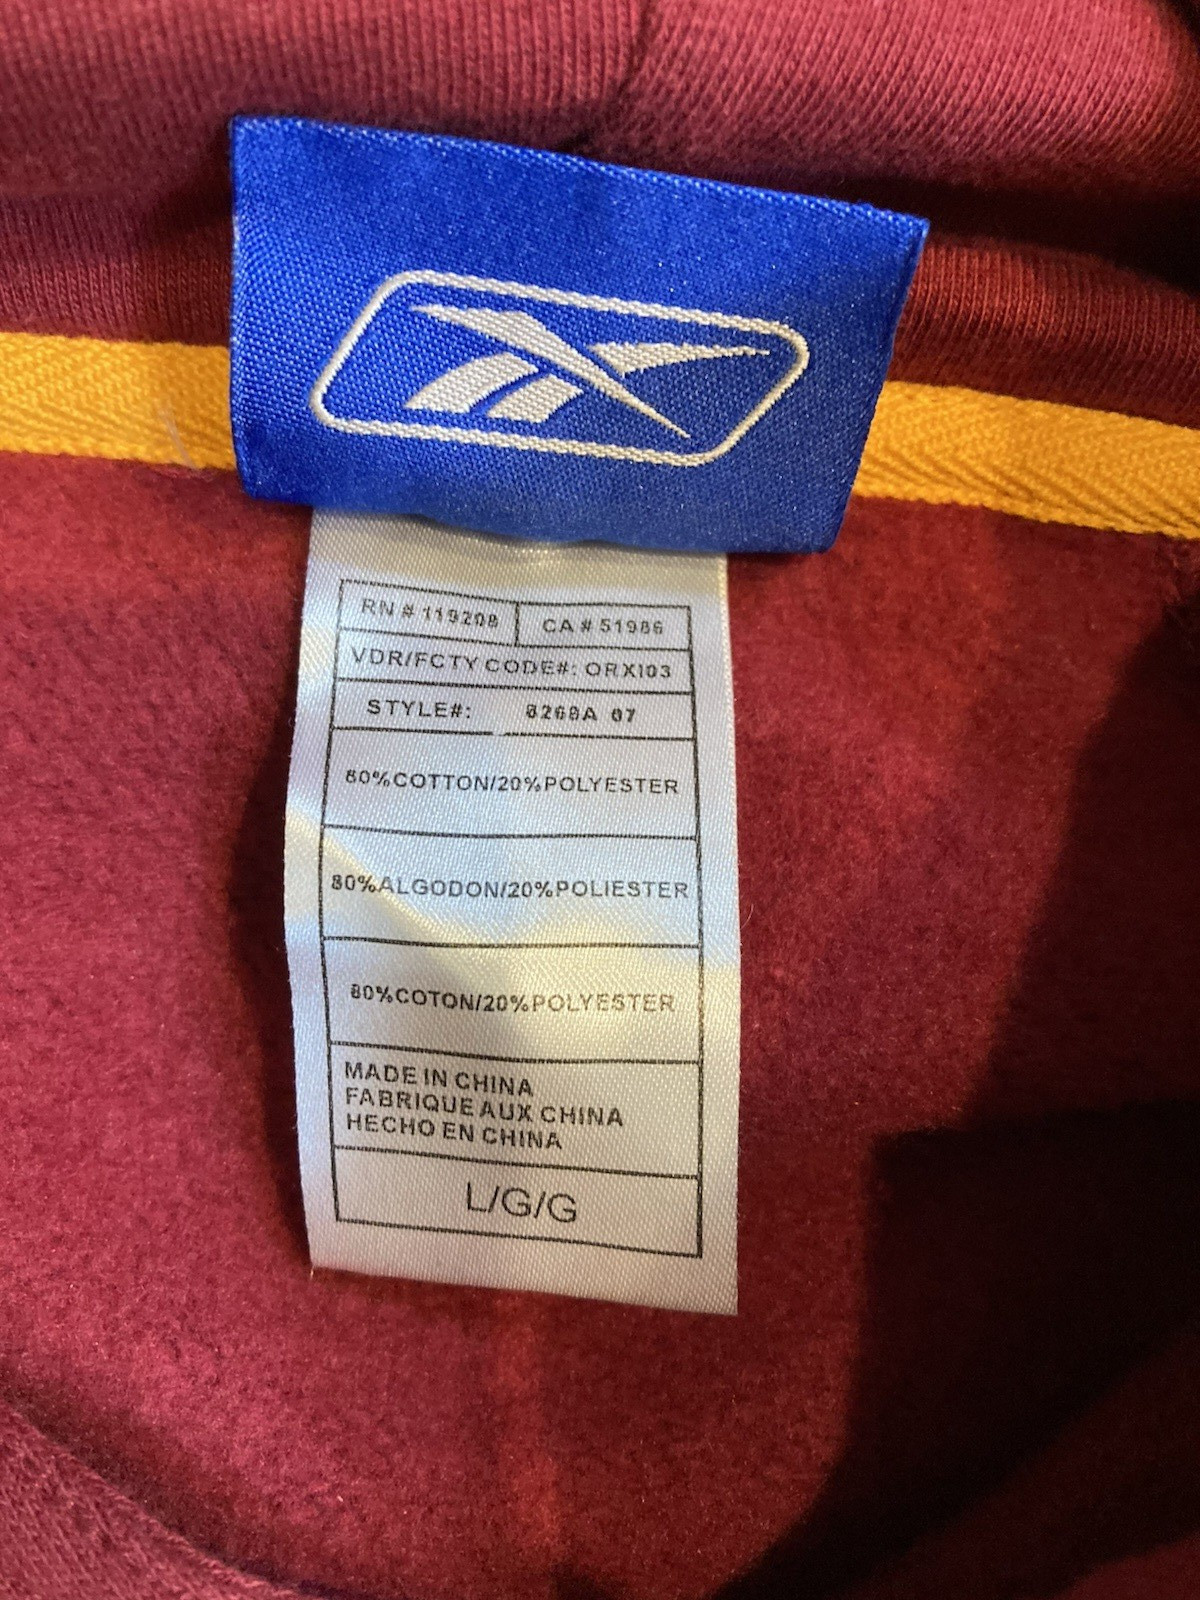 RN # 119208 CA # 51986
VDR/FCTY CODE#: ORXI03
STYLE#: 8268A 07
80%COTTON/20%POLYESTER
80%ALGODON/20%POLIESTER
80%COTON/20%POLYESTER
MADE IN CHINA
FABRIQUE AUX CHINA
HECHO EN CHINA
L/G/G